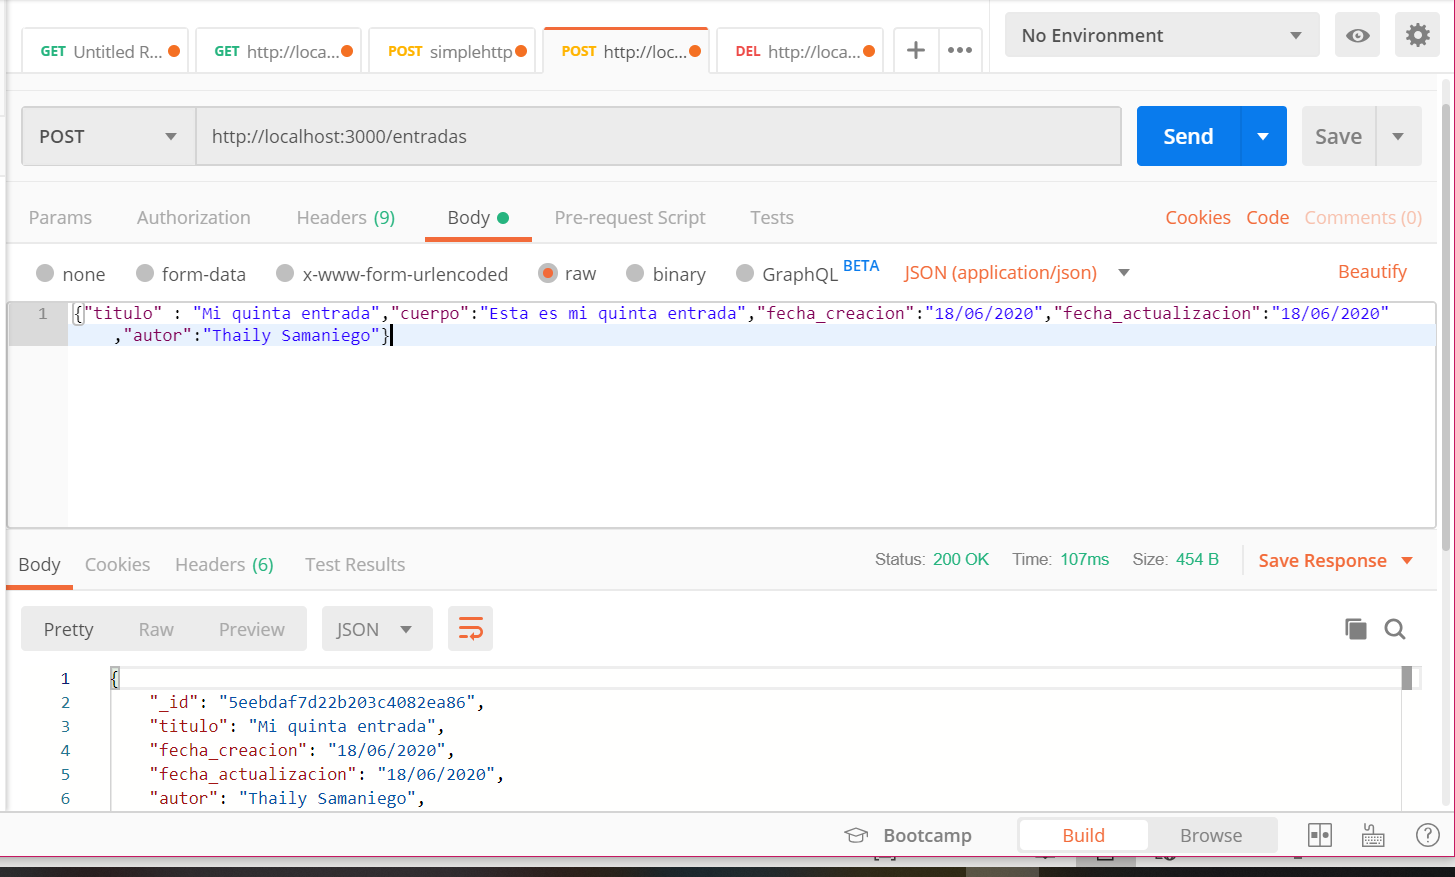 GET Untitled R...
GET http://loca...
POST simplehttp
POST http://loc...
DEL http://loca...
No Environment
POST
http://localhost:3000/entradas
Send
Save
Params
Authorization
Headers (9)
Body
Pre-request Script
Tests
Cookies
Code
Comments (0)
none
form-data
x-www-form-urlencoded
raw
binary
GraphQL BETA
JSON (application/json)
Beautify
1 {"titulo" : "Mi quinta entrada","cuerpo":"Esta es mi quinta entrada","fecha_creacion":"18/06/2020","fecha_actualizacion":"18/06/2020"
,"autor":"Thaily Samaniego"}
Body
Cookies
Headers (6)
Test Results
Status: 200 OK
Time: 107ms
Size: 454 B
Save Response
Pretty
Raw
Preview
JSON
1 {
2 "_id": "5eebdaf7d22b203c4082ea86",
3 "titulo": "Mi quinta entrada",
4 "fecha_creacion": "18/06/2020",
5 "fecha_actualizacion": "18/06/2020",
6 "autor": "Thaily Samaniego",
Bootcamp
Build
Browse